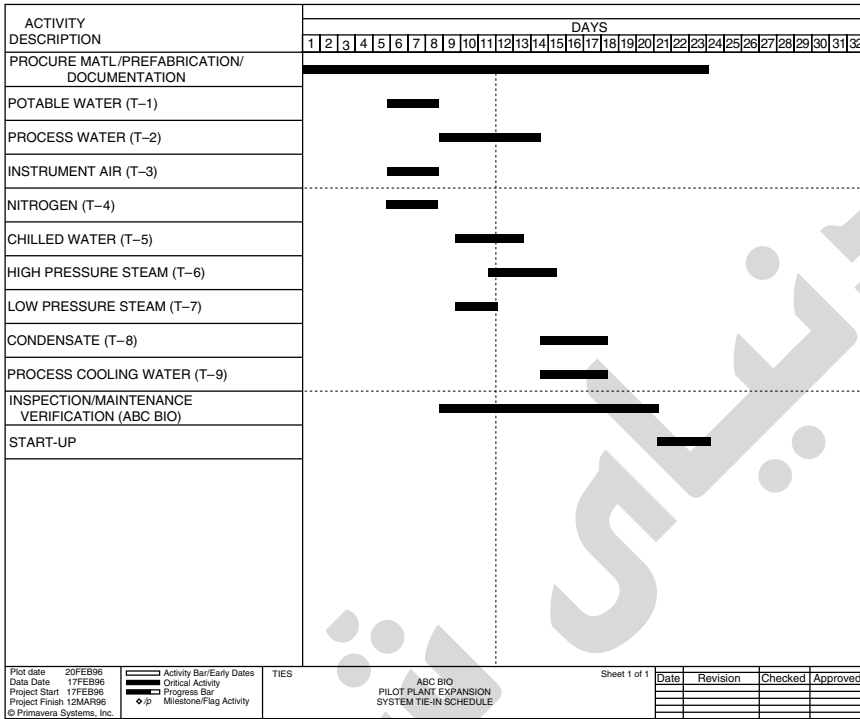 ACTIVITY
DESCRIPTION
DAYS
1 2 3 4 5 6 7 8 9 10 11 12 13 14 15 16 17 18 19 20 21 22 23 24 25 26 27 28 29 30 31 32
PROCURE MATL/PREFABRICATION/
DOCUMENTATION
POTABLE WATER (T–1)
PROCESS WATER (T–2)
INSTRUMENT AIR (T–3)
NITROGEN (T–4)
CHILLED WATER (T–5)
HIGH PRESSURE STEAM (T–6)
LOW PRESSURE STEAM (T–7)
CONDENSATE (T–8)
PROCESS COOLING WATER (T–9)
INSPECTION/MAINTENANCE
VERIFICATION (ABC BIO)
START-UP
Plot date 20FEB96
Data Date 17FEB96
Project Start 17FEB96
Project Finish 12MAR96
© Primavera Systems, Inc.
Activity Bar/Early Dates
Oritical Activity
Progress Bar
/p Milestone/Flag Activity
TIES
ABC BIO
PILOT PLANT EXPANSION
SYSTEM TIE-IN SCHEDULE
Sheet 1 of 1
Date Revision Checked Approved